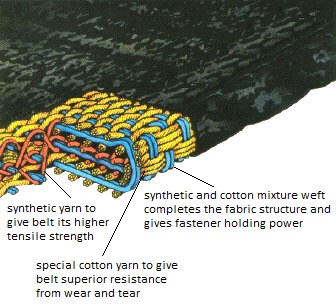 synthetic and cotton mixture weft
completes the fabric structure and
gives fastener holding power
synthetic yarn to
give belt its higher
tensile strength
special cotton yarn to give
belt superior resistance
from wear and tear